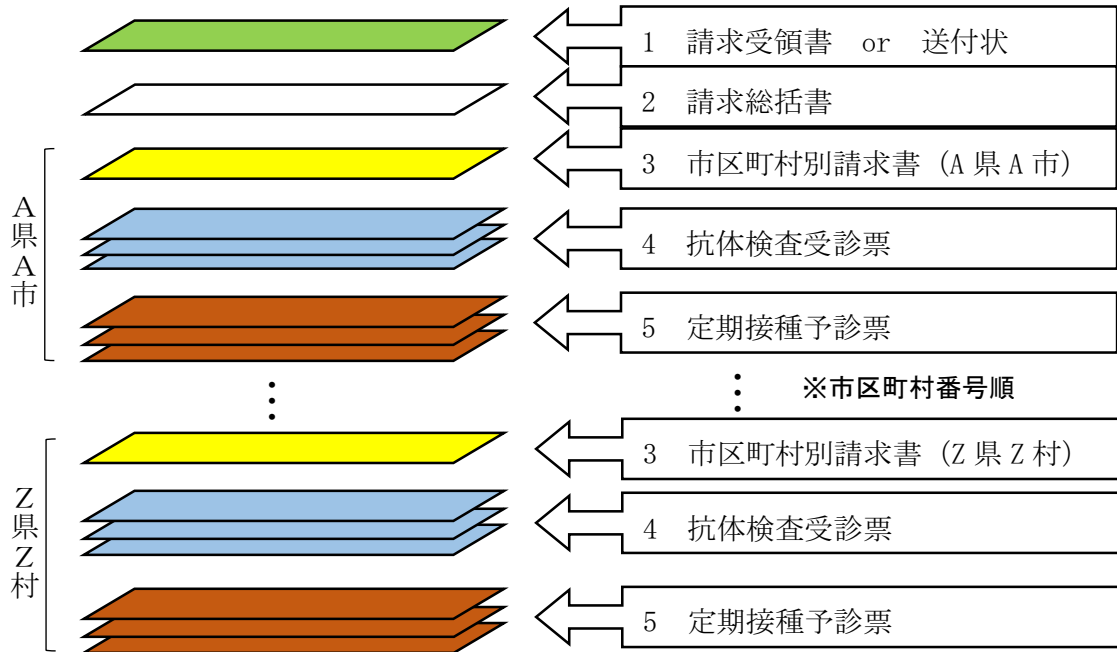 1 請求受領書 or 送付状
2 請求総括書
A県A市
3 市区町村別請求書（A県A市）
4 抗体検査受診票
5 定期接種予診票
⋮
⋮ ※市区町村番号順
Z県Z村
3 市区町村別請求書（Z県Z村）
4 抗体検査受診票
5 定期接種予診票